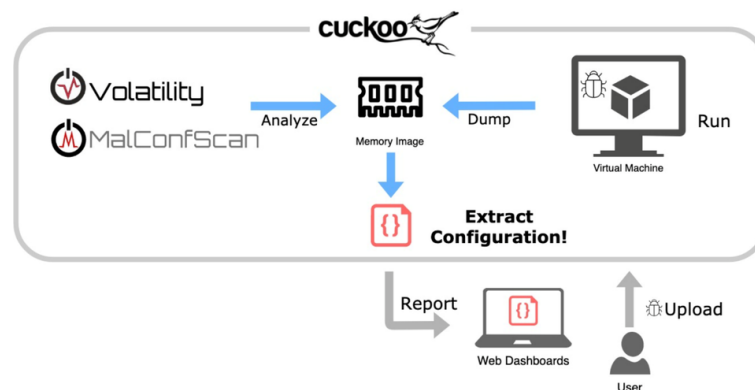 cuckoo
Volatility
MalConfScan
Analyze
Memory Image
Dump
Run
Virtual Machine
{ }
Extract
Configuration!
Report
{ }
Web Dashboards
Upload
User